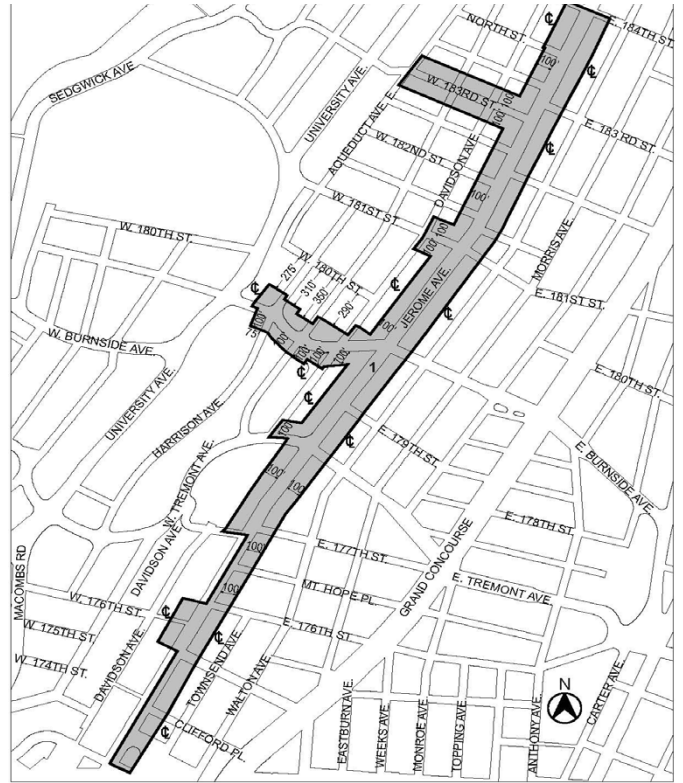 NORTH ST.
℄
E. 184TH ST.
100'
℄
SEDGWICK AVE
UNIVERSITY AVE.
AQUEDUCT AVE. E.
W. 183RD ST.
100'
100'
E. 183 RD ST.
℄
W. 182ND ST.
DAVIDSON AVE.
100'
W. 181ST ST.
100'
100'
W. 180TH ST.
W. 180TH ST.
275'
310'
350'
290'
℄
℄
JEROME AVE.
MORRIS AVE.
E. 181ST ST.
℄
100'
75'
100'
100'
100'
100'
100'
1
W. BURNSIDE AVE.
℄
℄
E. 180TH ST.
UNIVERSITY AVE.
HARRISON AVE.
100'
℄
E. 179TH ST.
E. BURNSIDE AVE.
W. TREMONT AVE.
100'
100'
GRAND CONCOURSE
E. 178TH ST.
MACOMBS RD
DAVIDSON AVE.
100'
E. 177TH ST.
E. TREMONT AVE.
100'
MT. HOPE PL.
W. 176TH ST.
℄
E. 176TH ST.
W. 175TH ST.
℄
W. 174TH ST.
DAVIDSON AVE.
TOWNSEND AVE.
WALTON AVE.
CLIFFORD PL.
℄
EASTBURN AVE.
WEEKS AVE.
MONROE AVE.
TOPPING AVE.
ANTHONY AVE.
CARTER AVE.
N